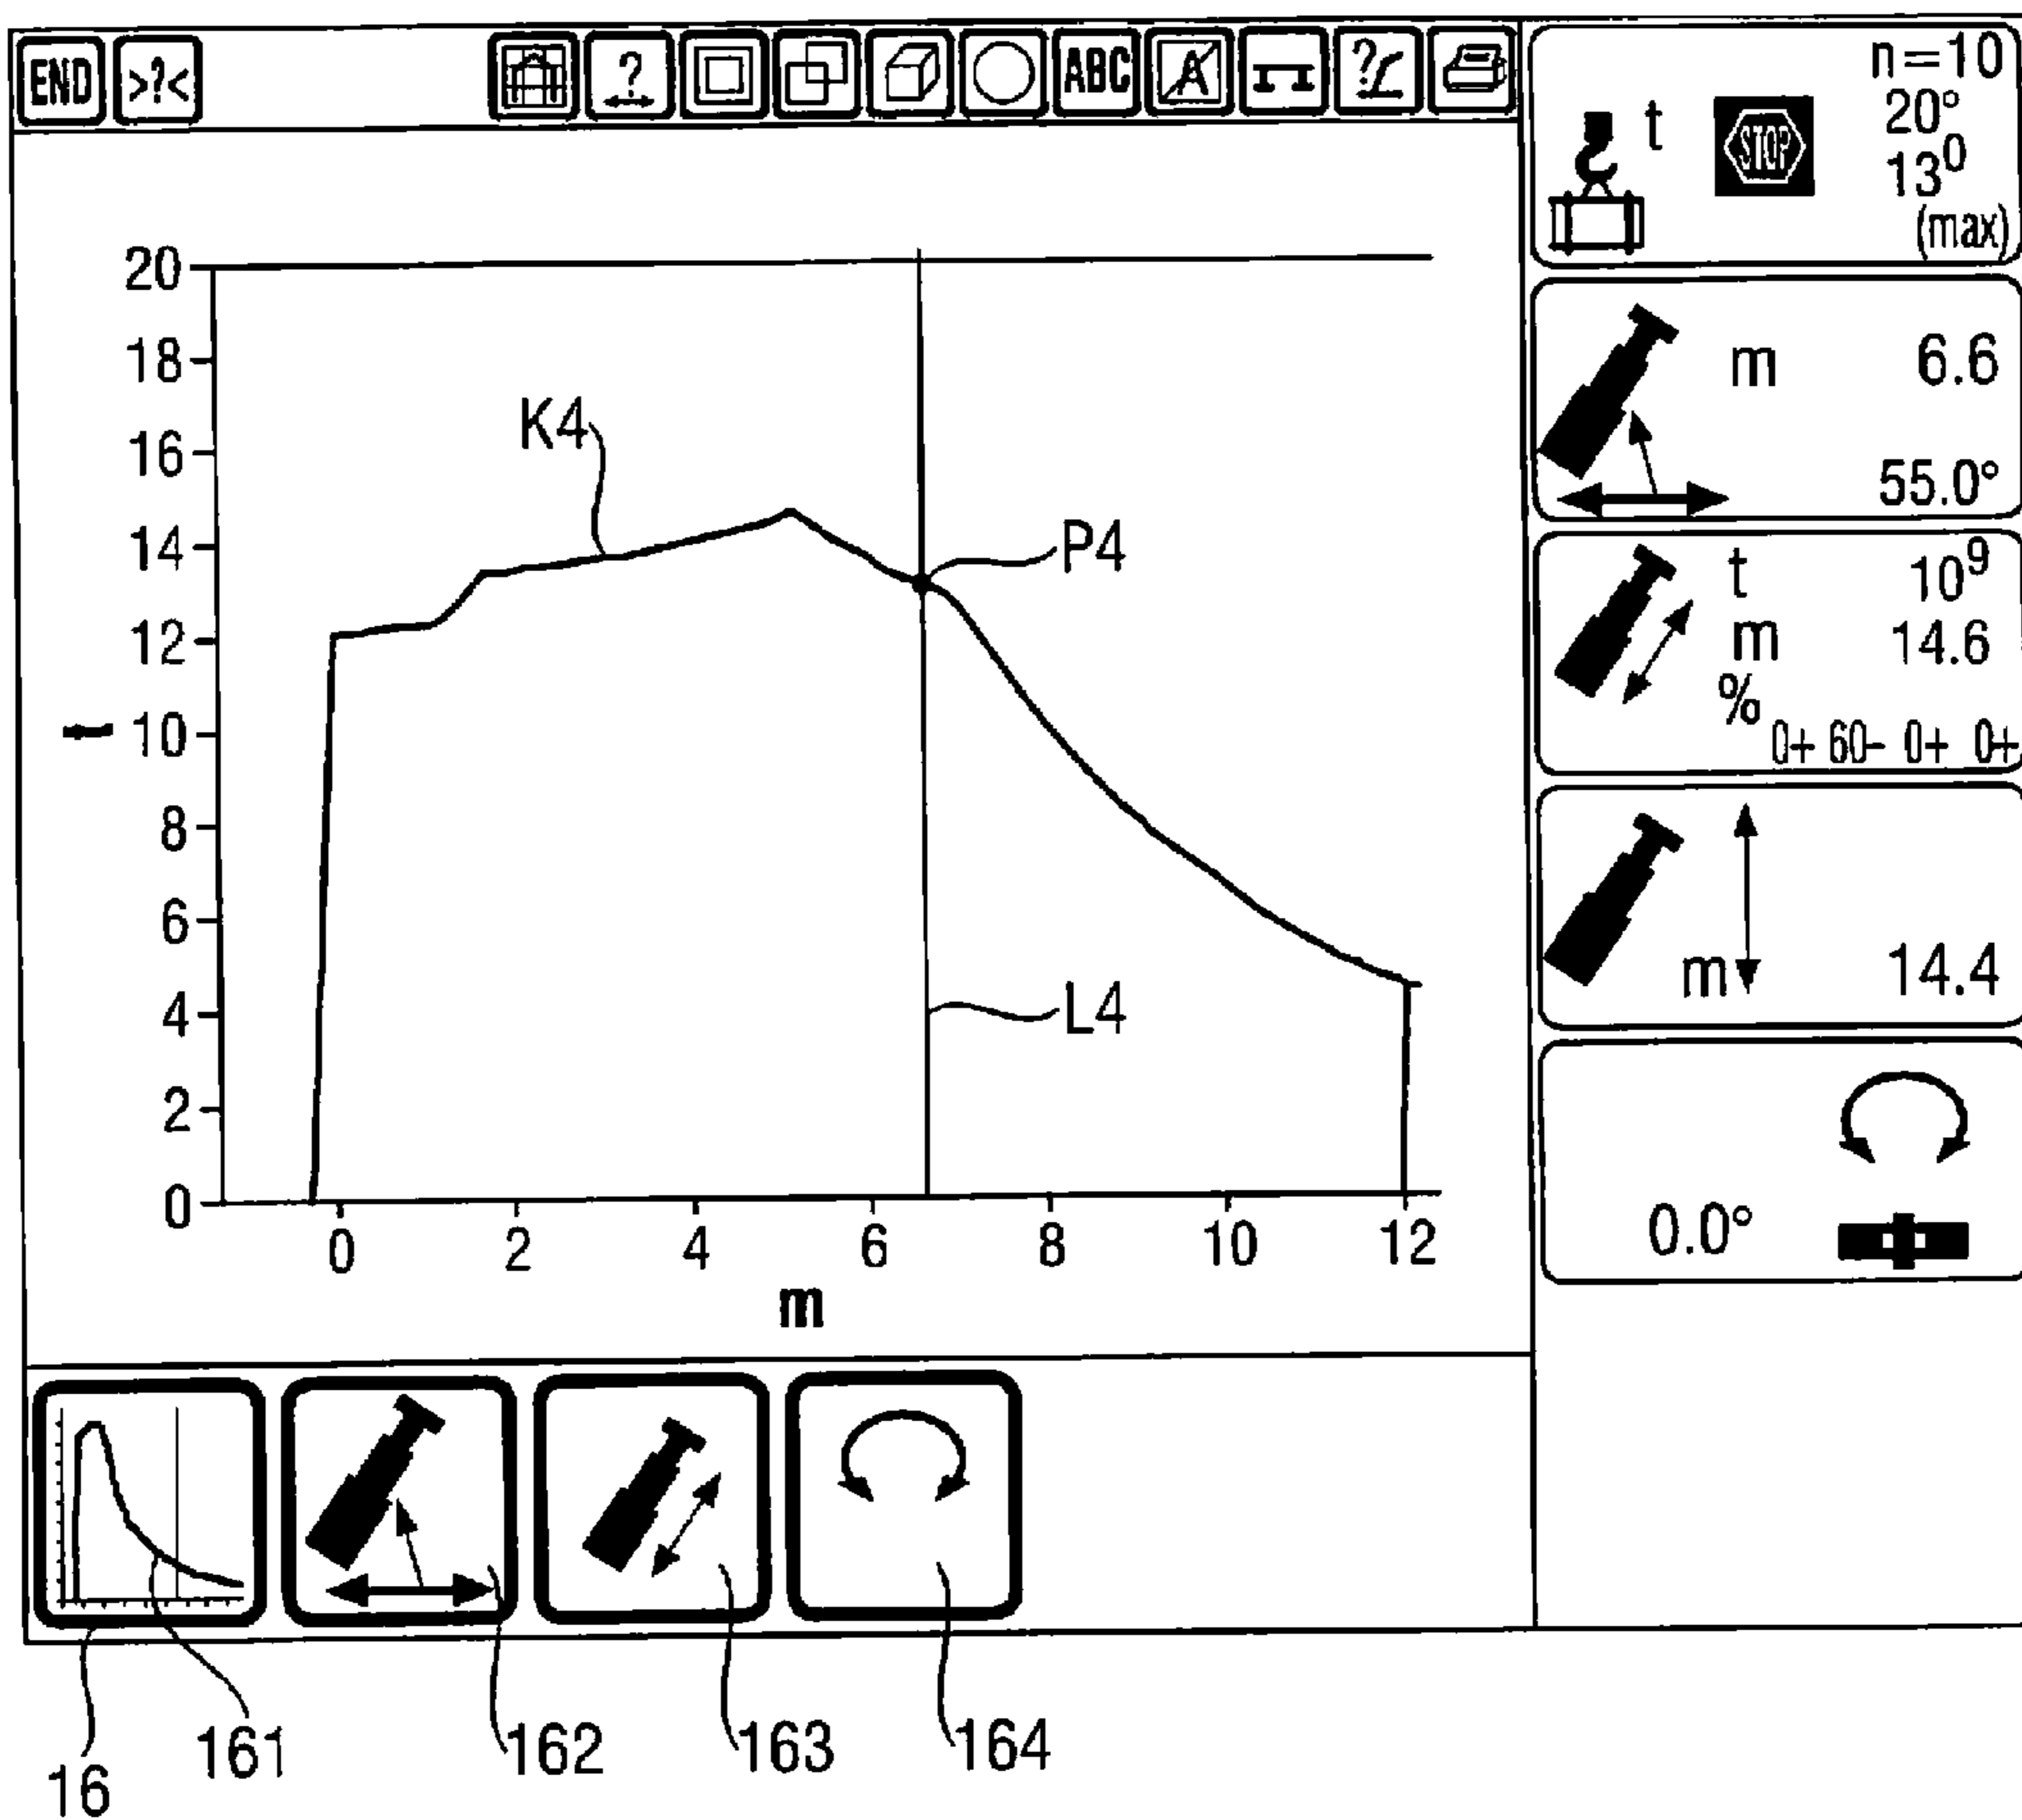 END >?< ? ABC A ?
n=10
t STOP 20°
13⁰
(max)
m 6.6
55.0°
t 10⁹
m 14.6
%
0+ 60- 0+ 0+
m 14.4
0.0°
20
18
K4
16
14
P4
12
t 10
8
6
4
L4
2
0
0 2 4 6 8 10 12
m
161 162 163 164
16